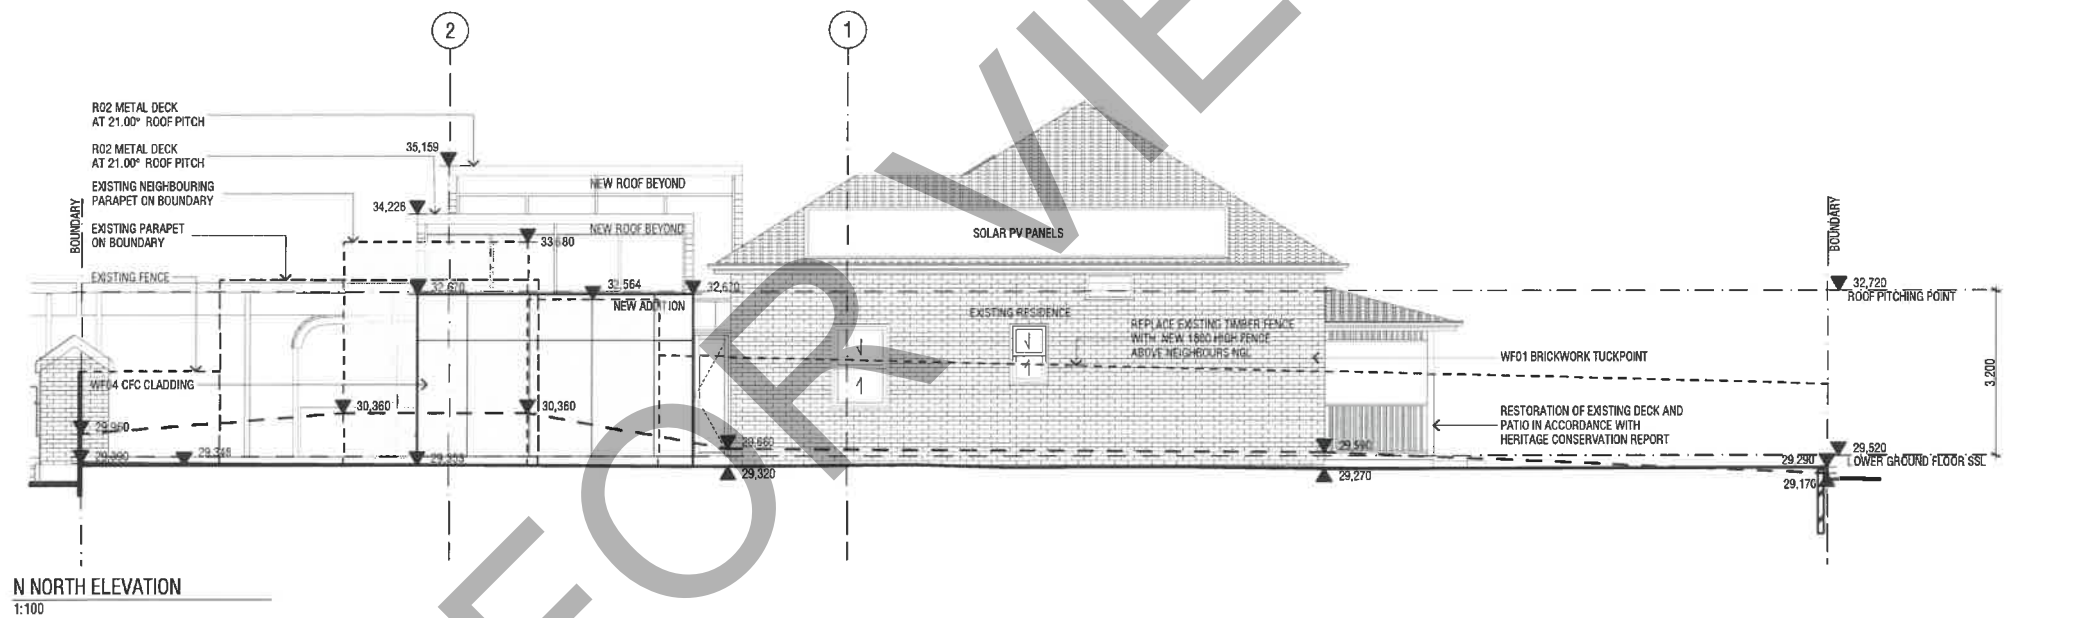 2
1
R02 METAL DECK
AT 21.00° ROOF PITCH
35,159
R02 METAL DECK
AT 21.00° ROOF PITCH
EXISTING NEIGHBOURING
PARAPET ON BOUNDARY
NEW ROOF BEYOND
34,226
BOUNDARY
EXISTING PARAPET
ON BOUNDARY
NEW ROOF BEYOND
33,680
SOLAR PV PANELS
BOUNDARY
EXISTING FENCE
32,670
32,564
32,670
32,720
ROOF PITCHING POINT
NEW ADDITION
EXISTING RESIDENCE
REPLACE EXISTING TIMBER FENCE
WITH NEW 1800 HIGH FENCE
ABOVE NEIGHBOURS NGL
WF01 BRICKWORK TUCKPOINT
3,200
WF04 CFC CLADDING
30,360
30,360
RESTORATION OF EXISTING DECK AND
PATIO IN ACCORDANCE WITH
HERITAGE CONSERVATION REPORT
29,660
29,590
29,520
LOWER GROUND FLOOR SSL
29,290
29,320
29,270
29,170
N NORTH ELEVATION
1:100
FOR VIE